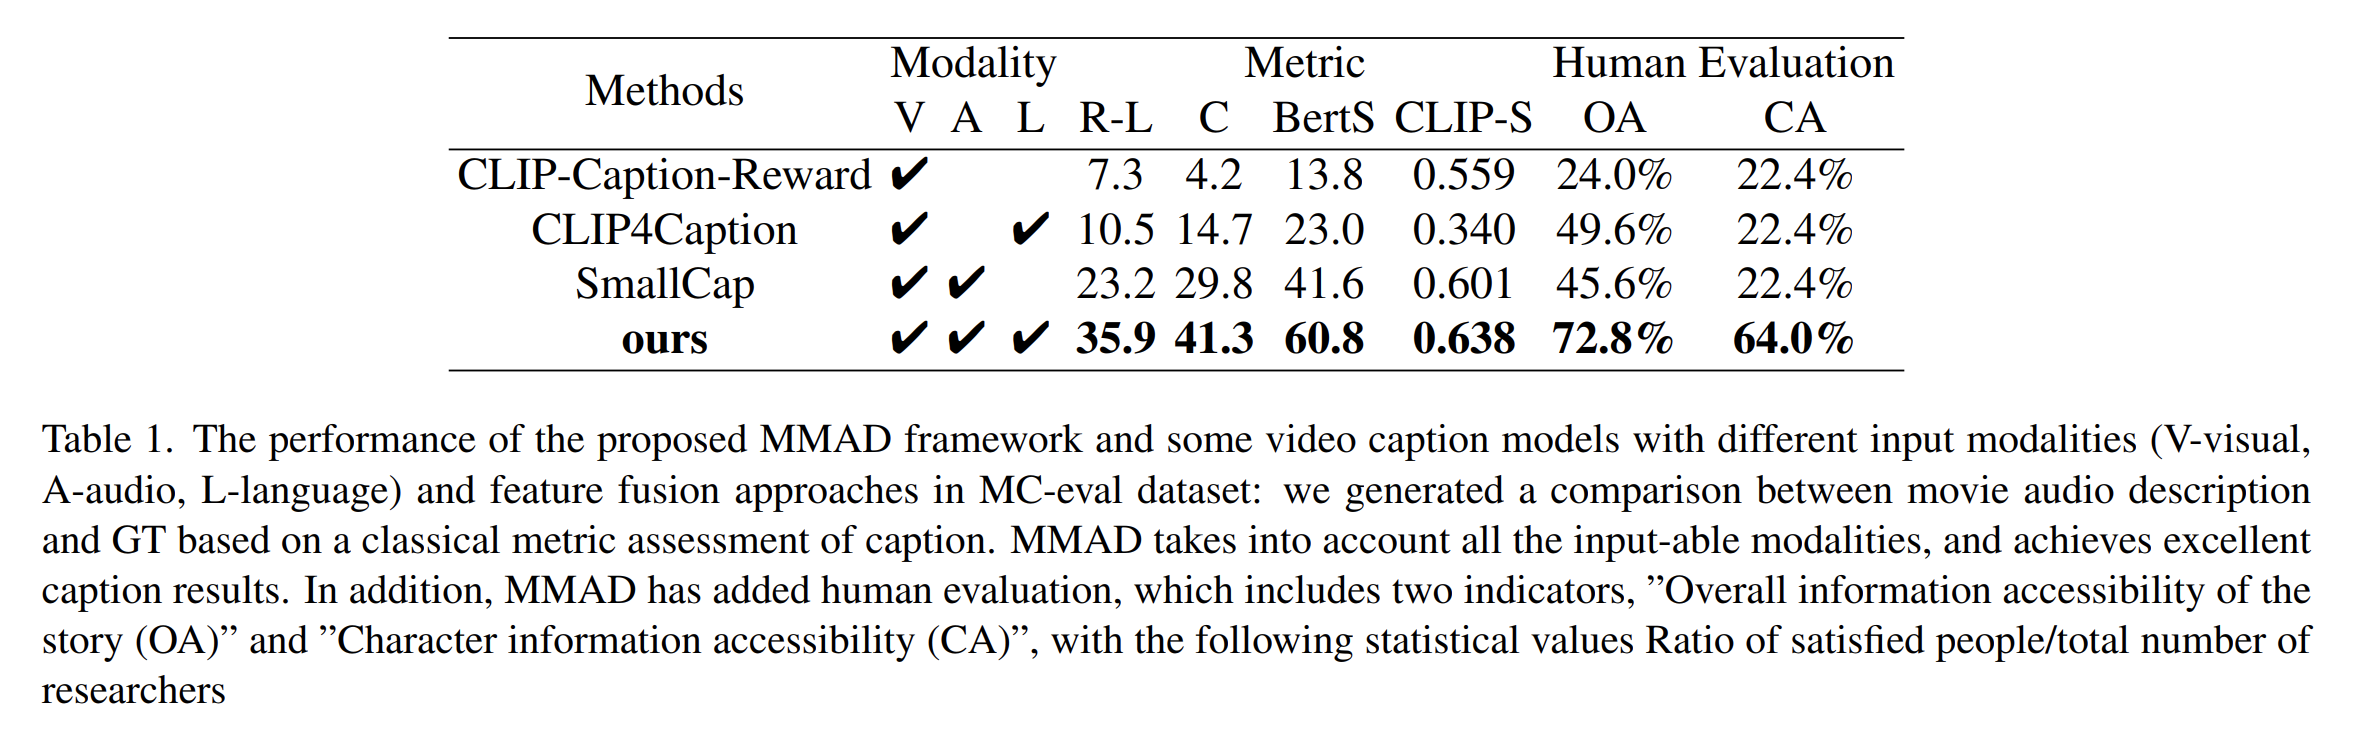 Methods Modality Metric Human Evaluation
V A L R-L C BertS CLIP-S OA CA
CLIP-Caption-Reward ✔ 7.3 4.2 13.8 0.559 24.0% 22.4%
CLIP4Caption ✔ ✔ 10.5 14.7 23.0 0.340 49.6% 22.4%
SmallCap ✔ ✔ 23.2 29.8 41.6 0.601 45.6% 22.4%
ours ✔ ✔ ✔ 35.9 41.3 60.8 0.638 72.8% 64.0%
Table 1. The performance of the proposed MMAD framework and some video caption models with different input modalities (V-visual,
A-audio, L-language) and feature fusion approaches in MC-eval dataset: we generated a comparison between movie audio description
and GT based on a classical metric assessment of caption. MMAD takes into account all the input-able modalities, and achieves excellent
caption results. In addition, MMAD has added human evaluation, which includes two indicators, ”Overall information accessibility of the
story (OA)” and ”Character information accessibility (CA)”, with the following statistical values Ratio of satisfied people/total number of
researchers